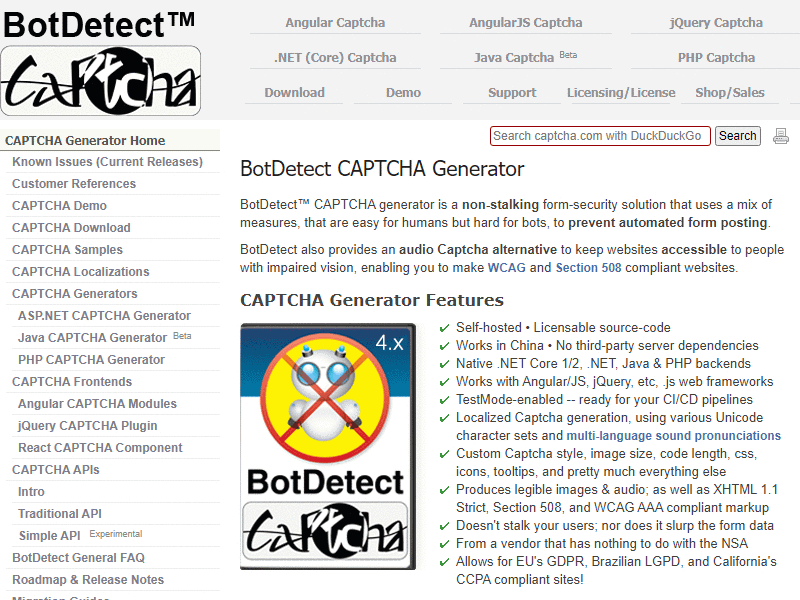 BotDetect™
Captcha
Angular Captcha
AngularJS Captcha
jQuery Captcha
.NET (Core) Captcha
Java Captcha Beta
PHP Captcha
Download
Demo
Support
Licensing/License
Shop/Sales
Search captcha.com with DuckDuckGo
Search
CAPTCHA Generator Home
Known Issues (Current Releases)
Customer References
CAPTCHA Demo
CAPTCHA Download
CAPTCHA Samples
CAPTCHA Localizations
CAPTCHA Generators
ASP.NET CAPTCHA Generator
Java CAPTCHA Generator Beta
PHP CAPTCHA Generator
CAPTCHA Frontends
Angular CAPTCHA Modules
jQuery CAPTCHA Plugin
React CAPTCHA Component
CAPTCHA APIs
Intro
Traditional API
Simple API Experimental
BotDetect General FAQ
Roadmap & Release Notes
Migration Guides
BotDetect CAPTCHA Generator
BotDetect™ CAPTCHA generator is a non-stalking form-security solution that uses a mix of
measures, that are easy for humans but hard for bots, to prevent automated form posting.
BotDetect also provides an audio Captcha alternative to keep websites accessible to people
with impaired vision, enabling you to make WCAG and Section 508 compliant websites.
CAPTCHA Generator Features
4.x
BotDetect
Captcha
Self-hosted • Licensable source-code
Works in China • No third-party server dependencies
Native .NET Core 1/2, .NET, Java & PHP backends
Works with Angular/JS, jQuery, etc, .js web frameworks
TestMode-enabled -- ready for your CI/CD pipelines
Localized Captcha generation, using various Unicode
character sets and multi-language sound pronunciations
Custom Captcha style, image size, code length, css,
icons, tooltips, and pretty much everything else
Produces legible images & audio; as well as XHTML 1.1
Strict, Section 508, and WCAG AAA compliant markup
Doesn't stalk your users; nor does it slurp the form data
From a vendor that has nothing to do with the NSA
Allows for EU's GDPR, Brazilian LGPD, and California's
CCPA compliant sites!